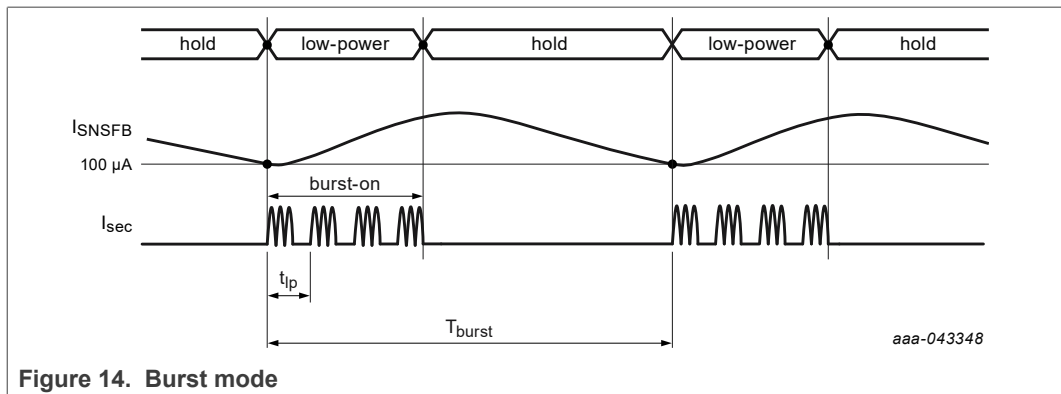 hold low-power hold low-power hold
ISNSFB
100 μA
burst-on
Isec
tlp
Tburst
aaa-043348
Figure 14. Burst mode